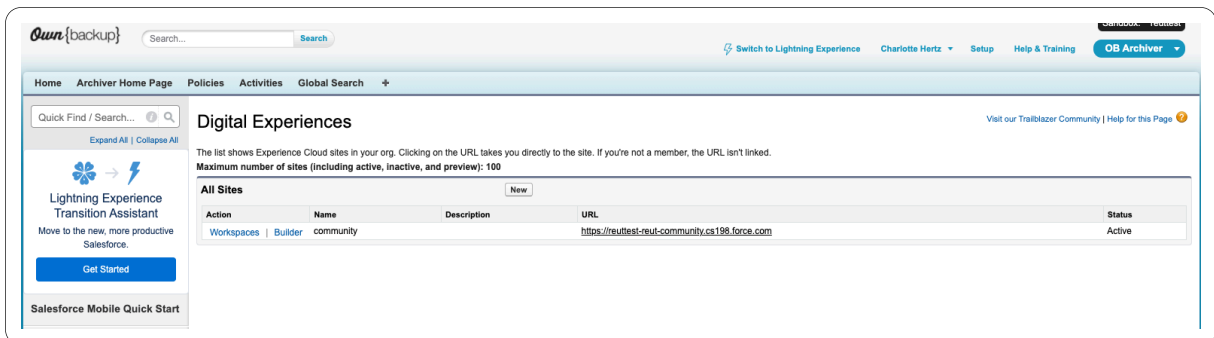 Own{backup}
Search...
Search
Sandbox: reuttest
Switch to Lightning Experience
Charlotte Hertz
Setup
Help & Training
OB Archiver
Home Archiver Home Page Policies Activities Global Search +
Quick Find / Search...
Expand All | Collapse All
Lightning Experience
Transition Assistant
Move to the new, more productive
Salesforce.
Get Started
Salesforce Mobile Quick Start
Digital Experiences
Visit our Trailblazer Community | Help for this Page
The list shows Experience Cloud sites in your org. Clicking on the URL takes you directly to the site. If you're not a member, the URL isn't linked.
Maximum number of sites (including active, inactive, and preview): 100
All Sites
New
Action Name Description URL Status
Workspaces | Builder community https://reuttest-reut-community.cs198.force.com Active